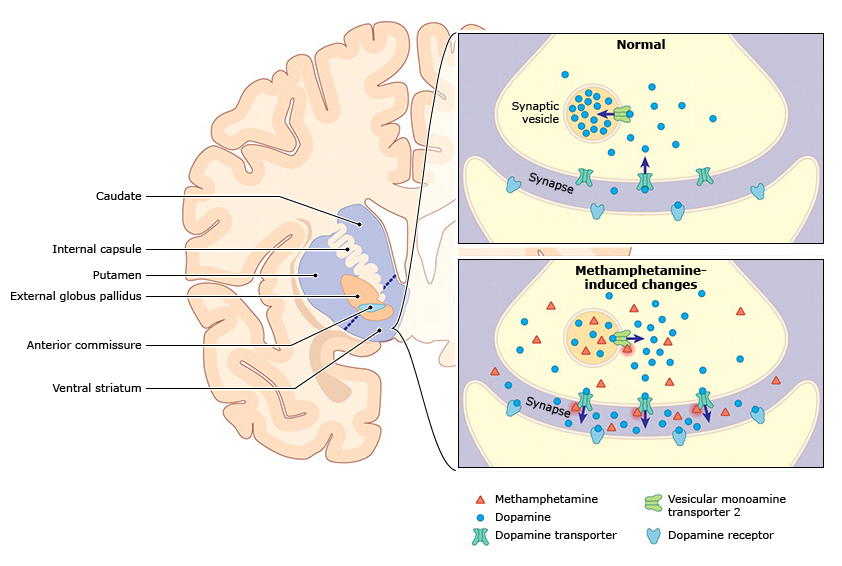 Normal
Synaptic
vesicle
Synapse
Caudate
Internal capsule
Putamen
External globus pallidus
Anterior commissure
Ventral striatum
Methamphetamine-
induced changes
Synapse
Methamphetamine
Dopamine
Dopamine transporter
Vesicular monoamine
transporter 2
Dopamine receptor